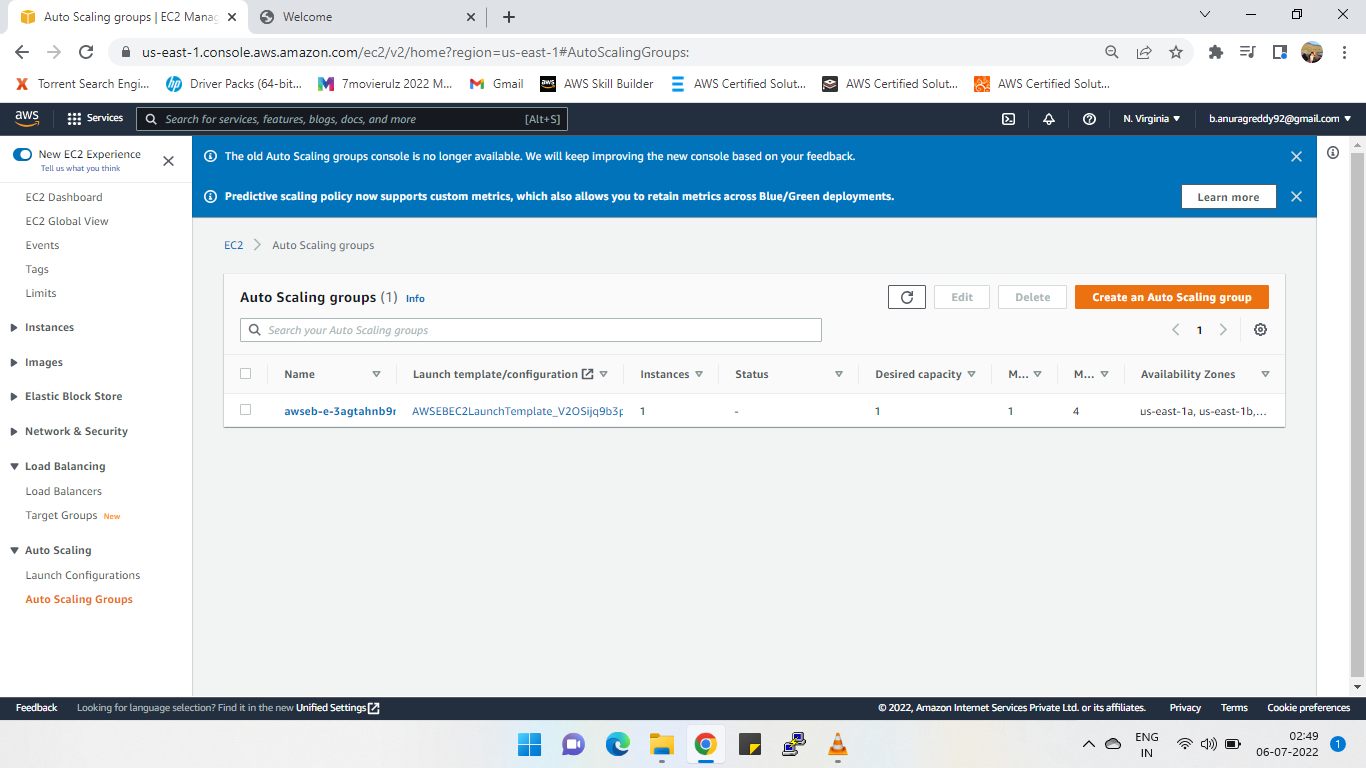 Auto Scaling groups | EC2 Manag
Welcome
us-east-1.console.aws.amazon.com/ec2/v2/home?region=us-east-1#AutoScalingGroups:
X Torrent Search Engi... Driver Packs (64-bit... 7movierulz 2022 M... Gmail AWS Skill Builder AWS Certified Solut... AWS Certified Solut... AWS Certified Solut...
aws Services Search for services, features, blogs, docs, and more [Alt+S] N. Virginia b.anuragreddy92@gmail.com
New EC2 Experience
Tell us what you think
EC2 Dashboard
EC2 Global View
Events
Tags
Limits
Instances
Images
Elastic Block Store
Network & Security
Load Balancing
Load Balancers
Target Groups New
Auto Scaling
Launch Configurations
Auto Scaling Groups
The old Auto Scaling groups console is no longer available. We will keep improving the new console based on your feedback.
Predictive scaling policy now supports custom metrics, which also allows you to retain metrics across Blue/Green deployments. Learn more
EC2 Auto Scaling groups
Auto Scaling groups (1) Info Edit Delete Create an Auto Scaling group
Search your Auto Scaling groups 1
Name Launch template/configuration Instances Status Desired capacity M... M... Availability Zones
awseb-e-3agtahnb9r AWSEBEC2LaunchTemplate_V2OSijq9b3p 1 - 1 1 4 us-east-1a, us-east-1b,...
Feedback Looking for language selection? Find it in the new Unified Settings © 2022, Amazon Internet Services Private Ltd. or its affiliates. Privacy Terms Cookie preferences
ENG
IN
02:49
06-07-2022
1